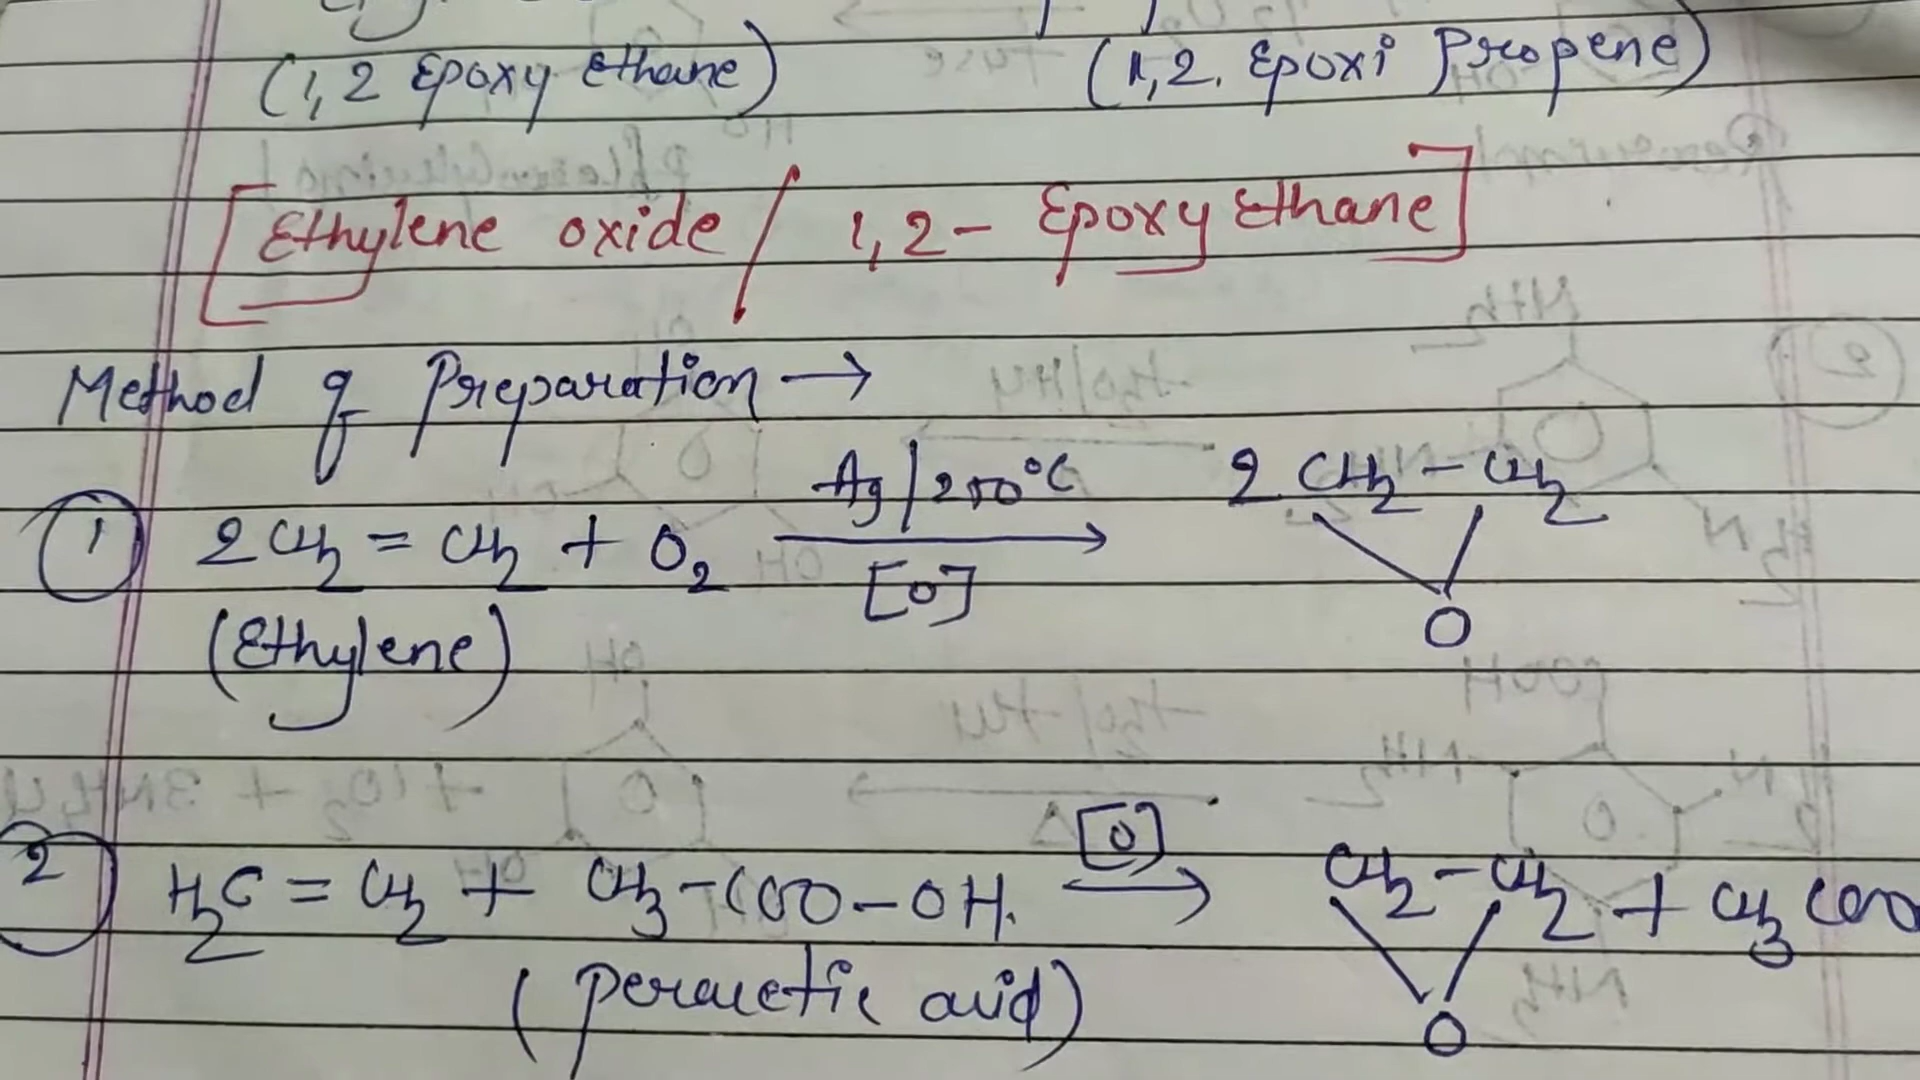 (1,2 Epoxy Ethane) (1,2. Epoxi Propene)
[Ethylene oxide / 1,2- Epoxy Ethane]
Method of Preparation →
1 2CH2 = CH2 + O2 Ag/250°C [O] → 2 CH2 - CH2 O
(Ethylene)
2 H2C = CH2 + CH3-COO-OH. [O] → CH2-CH2 O + CH3 COO
(Peracetic acid)